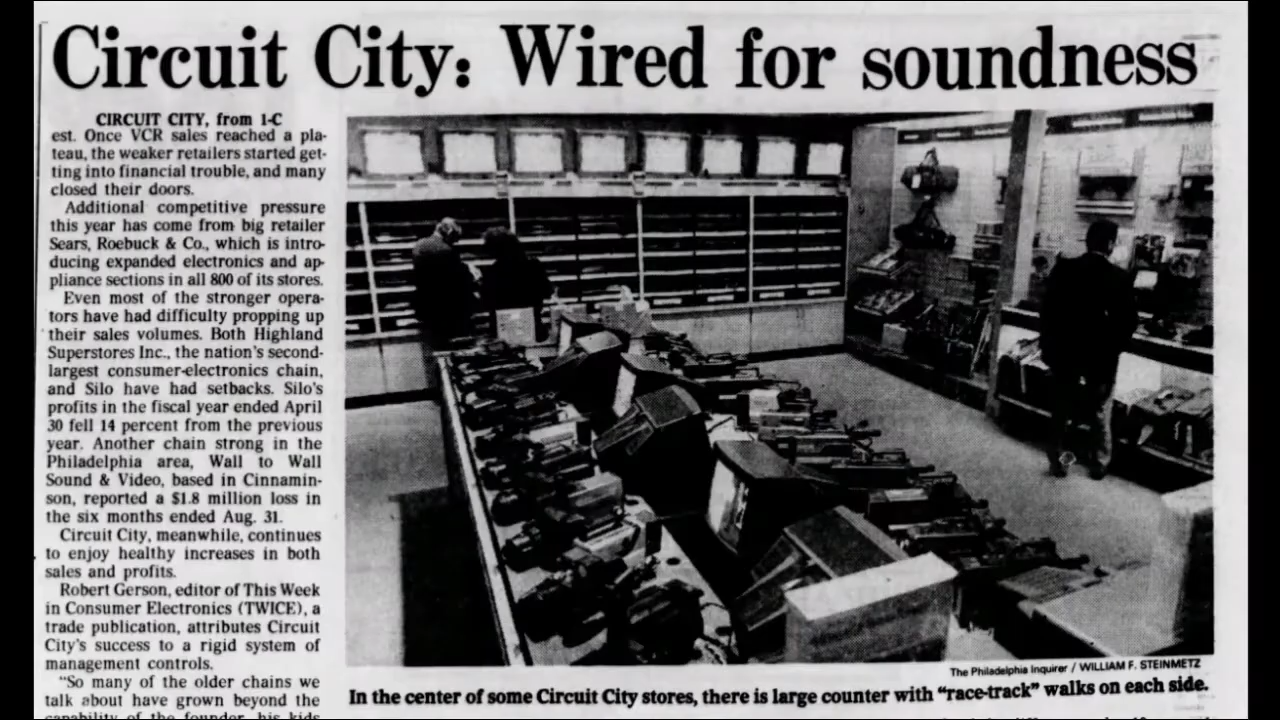 Circuit City: Wired for soundness
CIRCUIT CITY, from 1-C
est. Once VCR sales reached a pla-
teau, the weaker retailers started get-
ting into financial trouble, and many
closed their doors.
Additional competitive pressure
this year has come from big retailer
Sears, Roebuck & Co., which is intro-
ducing expanded electronics and ap-
pliance sections in all 800 of its stores.
Even most of the stronger opera-
tors have had difficulty propping up
their sales volumes. Both Highland
Superstores Inc., the nation's second-
largest consumer-electronics chain,
and Silo have had setbacks. Silo's
profits in the fiscal year ended April
30 fell 14 percent from the previous
year. Another chain strong in the
Philadelphia area, Wall to Wall
Sound & Video, based in Cinnamin-
son, reported a $1.8 million loss in
the six months ended Aug. 31.
Circuit City, meanwhile, continues
to enjoy healthy increases in both
sales and profits.
Robert Gerson, editor of This Week
in Consumer Electronics (TWICE), a
trade publication, attributes Circuit
City's success to a rigid system of
management controls.
"So many of the older chains we
talk about have grown beyond the
capability of the founder, his kids
The Philadelphia Inquirer / WILLIAM F. STEINMETZ
In the center of some Circuit City stores, there is large counter with "race-track" walks on each side.